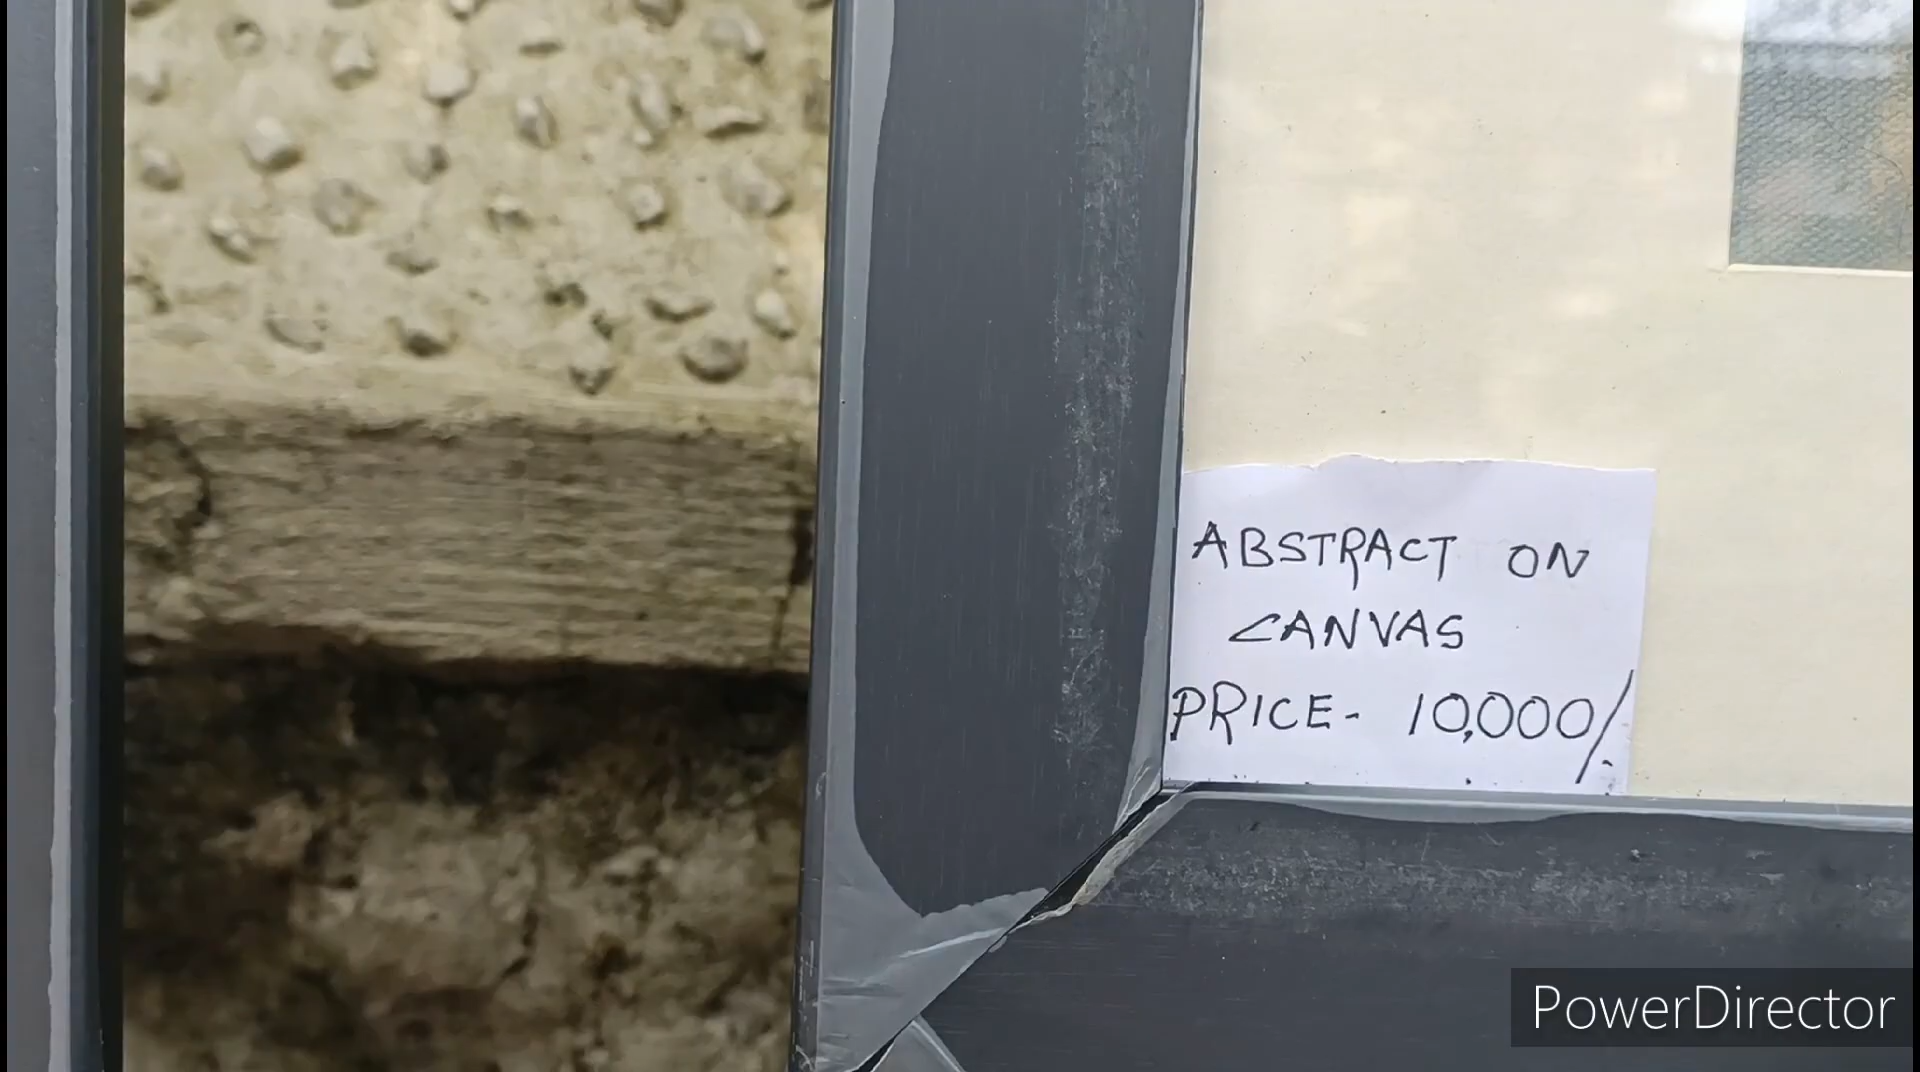 ABSTRACT ON
CANVAS
PRICE- 10,000/-
PowerDirector